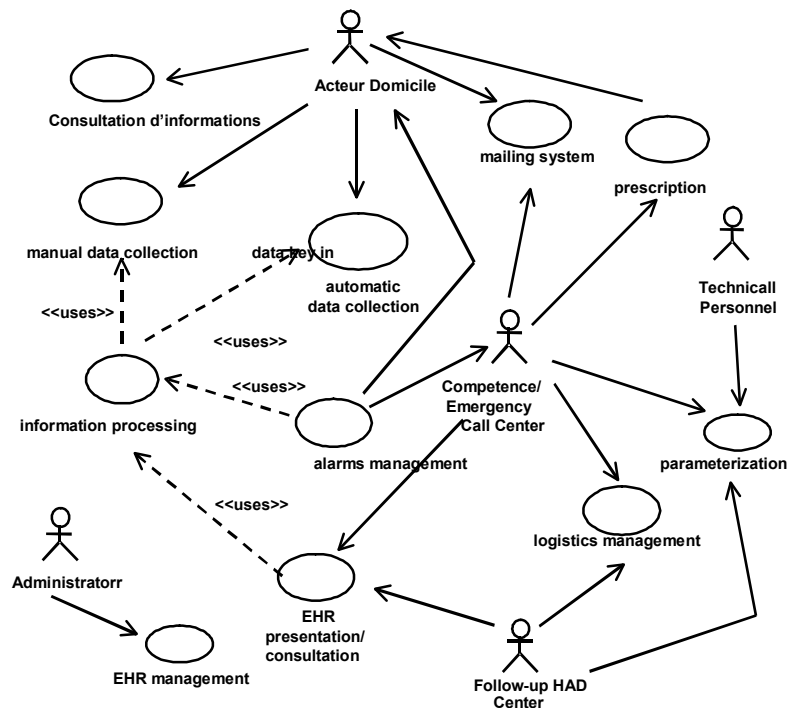 Acteur Domicile
Consultation d'informations
mailing system
prescription
manual data collection
data key in
automatic
data collection
Technicall
Personnel
<<uses>>
<<uses>>
<<uses>>
information processing
alarms management
Competence/
Emergency
Call Center
parameterization
<<uses>>
logistics management
Administratorr
EHR
presentation/
consultation
EHR management
Follow-up HAD
Center